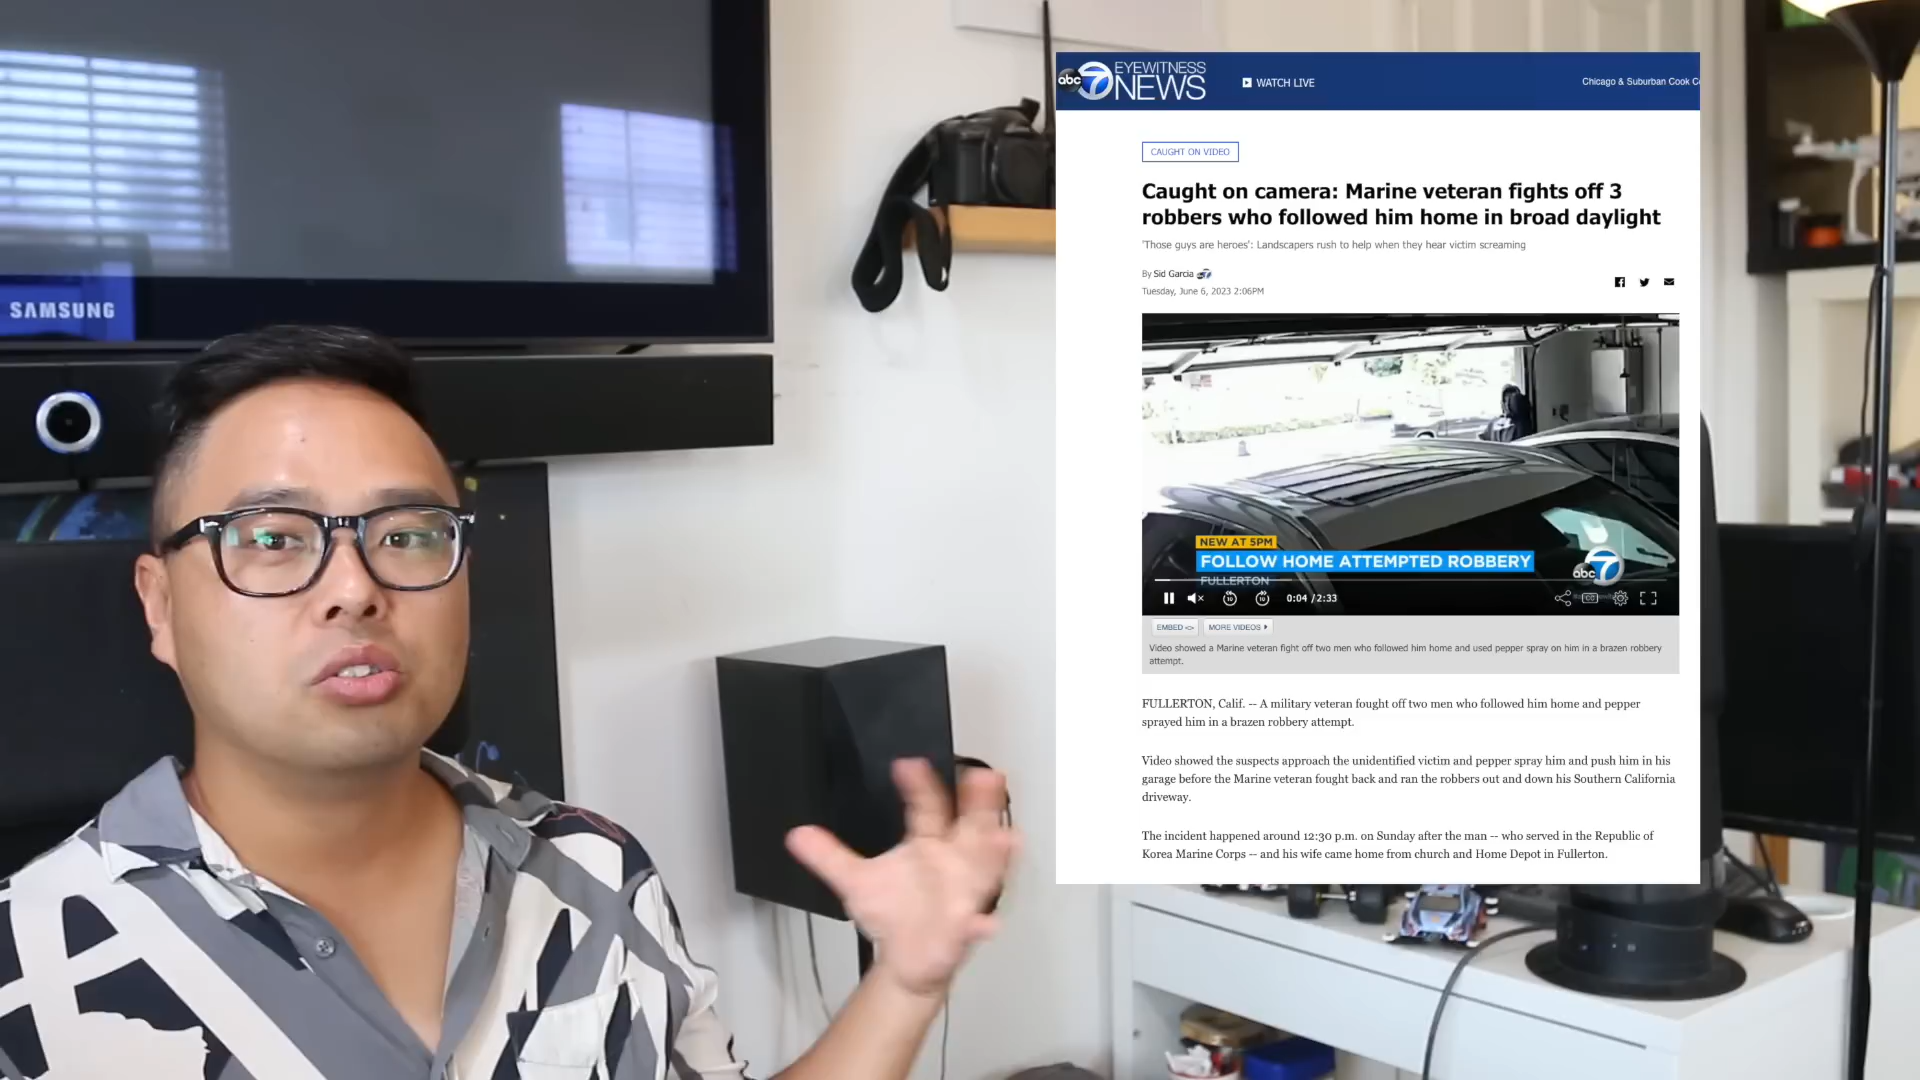 SAMSUNG
abc 7 EYEWITNESS NEWS
WATCH LIVE
Chicago & Suburban Cook C
CAUGHT ON VIDEO
Caught on camera: Marine veteran fights off 3
robbers who followed him home in broad daylight
'Those guys are heroes': Landscapers rush to help when they hear victim screaming
By Sid Garcia
Tuesday, June 6, 2023 2:06PM
NEW AT 5PM
FOLLOW HOME ATTEMPTED ROBBERY
abc 7
FULLERTON
10 10 0:04 / 2:33 CC
EMBED <> MORE VIDEOS
Video showed a Marine veteran fight off two men who followed him home and used pepper spray on him in a brazen robbery
attempt.
FULLERTON, Calif. -- A military veteran fought off two men who followed him home and pepper
sprayed him in a brazen robbery attempt.
Video showed the suspects approach the unidentified victim and pepper spray him and push him in his
garage before the Marine veteran fought back and ran the robbers out and down his Southern California
driveway.
The incident happened around 12:30 p.m. on Sunday after the man -- who served in the Republic of
Korea Marine Corps -- and his wife came home from church and Home Depot in Fullerton.